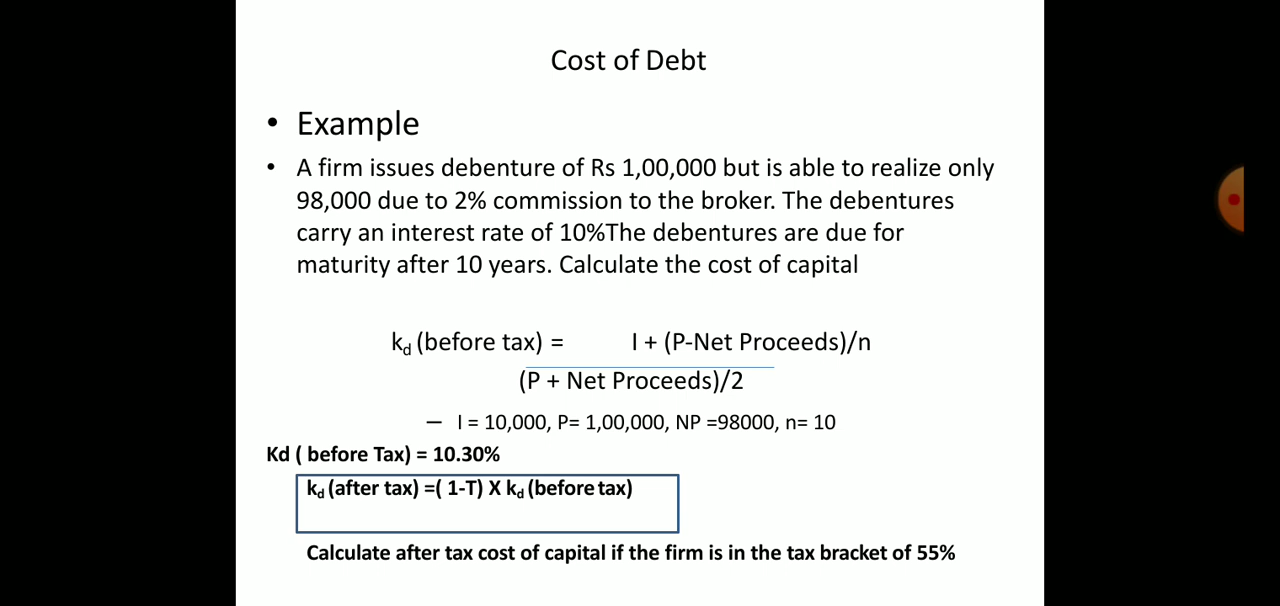 Cost of Debt
• Example
• A firm issues debenture of Rs 1,00,000 but is able to realize only
98,000 due to 2% commission to the broker. The debentures
carry an interest rate of 10%The debentures are due for
maturity after 10 years. Calculate the cost of capital
kd (before tax) = I + (P-Net Proceeds)/n
(P + Net Proceeds)/2
– I = 10,000, P= 1,00,000, NP =98000, n= 10
Kd ( before Tax) = 10.30%
kd (after tax) =( 1-T) X kd (before tax)
Calculate after tax cost of capital if the firm is in the tax bracket of 55%